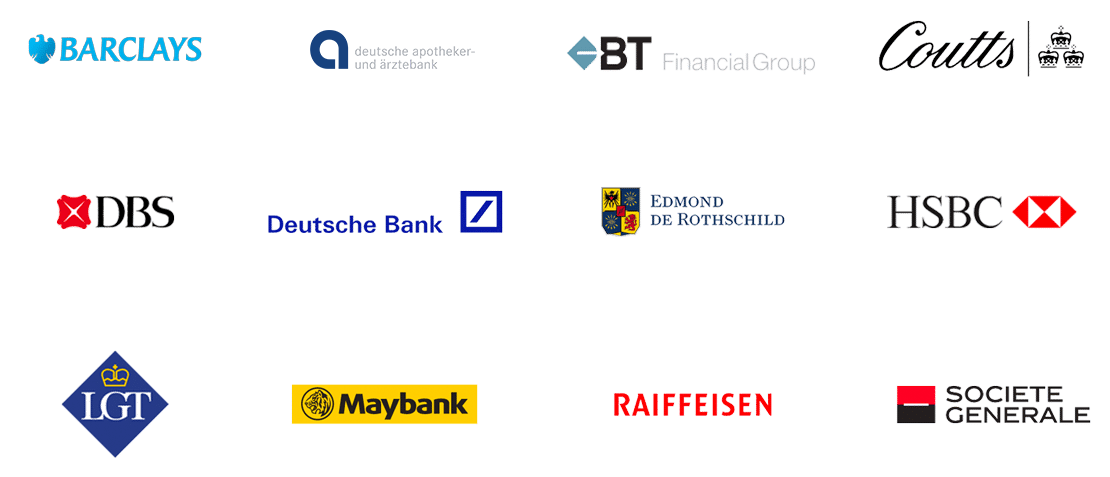 BARCLAYS
deutsche apotheker-
und ärztebank
BT Financial Group
Coutts
DBS
Deutsche Bank
EDMOND
DE ROTHSCHILD
HSBC
LGT
Maybank
RAIFFEISEN
SOCIETE
GENERALE